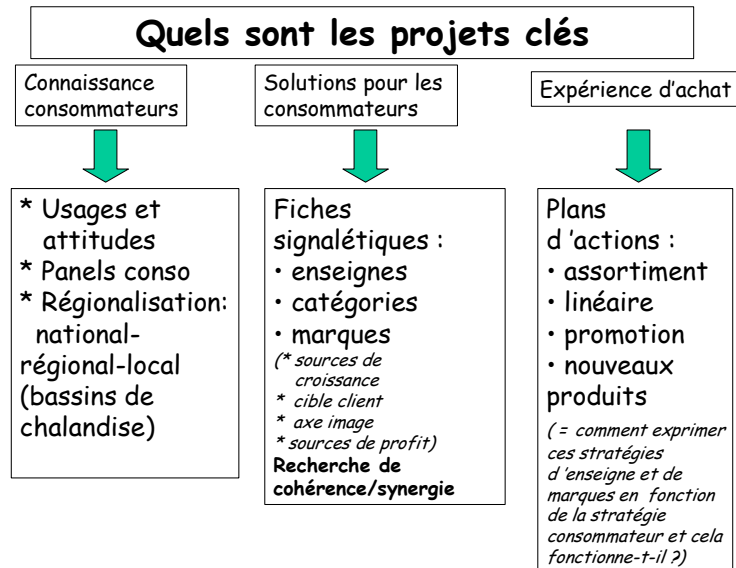 Quels sont les projets clés
Connaissance
consommateurs
Solutions pour les
consommateurs
Expérience d'achat
* Usages et
attitudes
* Panels conso
* Régionalisation:
national-
régional-local
(bassins de
chalandise)
Fiches
signalétiques :
• enseignes
• catégories
• marques
(* sources de
croissance
* cible client
* axe image
* sources de profit)
Recherche de
cohérence/synergie
Plans
d 'actions :
• assortiment
• linéaire
• promotion
• nouveaux
produits
( = comment exprimer
ces stratégies
d 'enseigne et de
marques en fonction
de la stratégie
consommateur et cela
fonctionne-t-il ?)